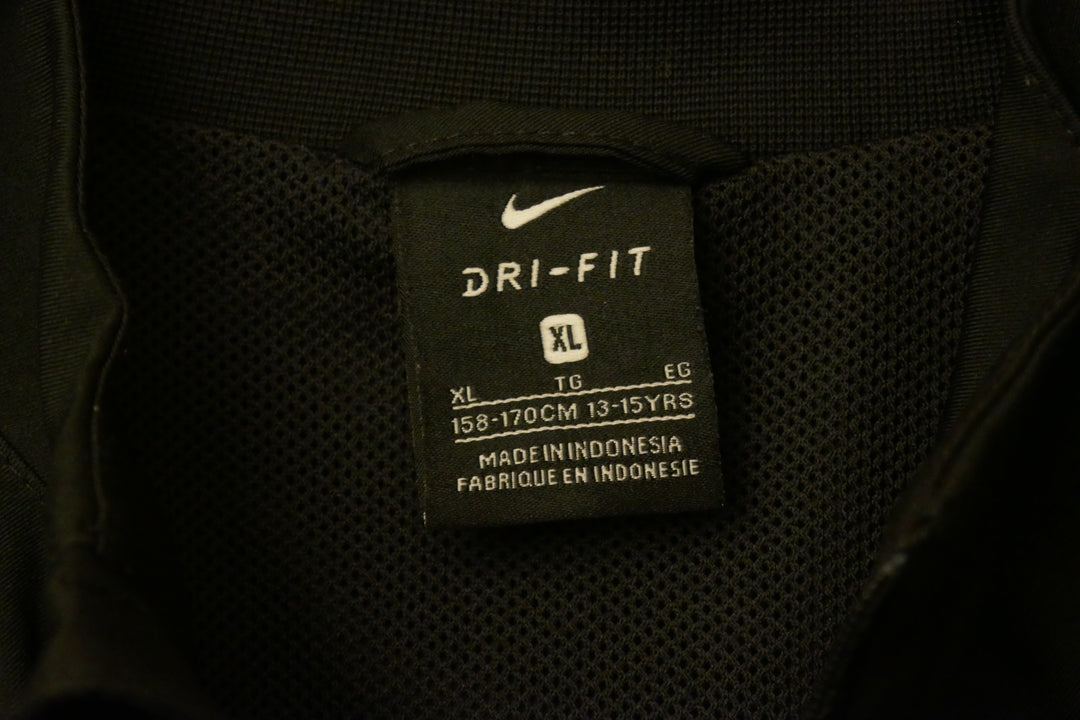 DRI-FIT
XL
XL TG EG
158-170CM 13-15YRS
MADE IN INDONESIA
FABRIQUE EN INDONESIE